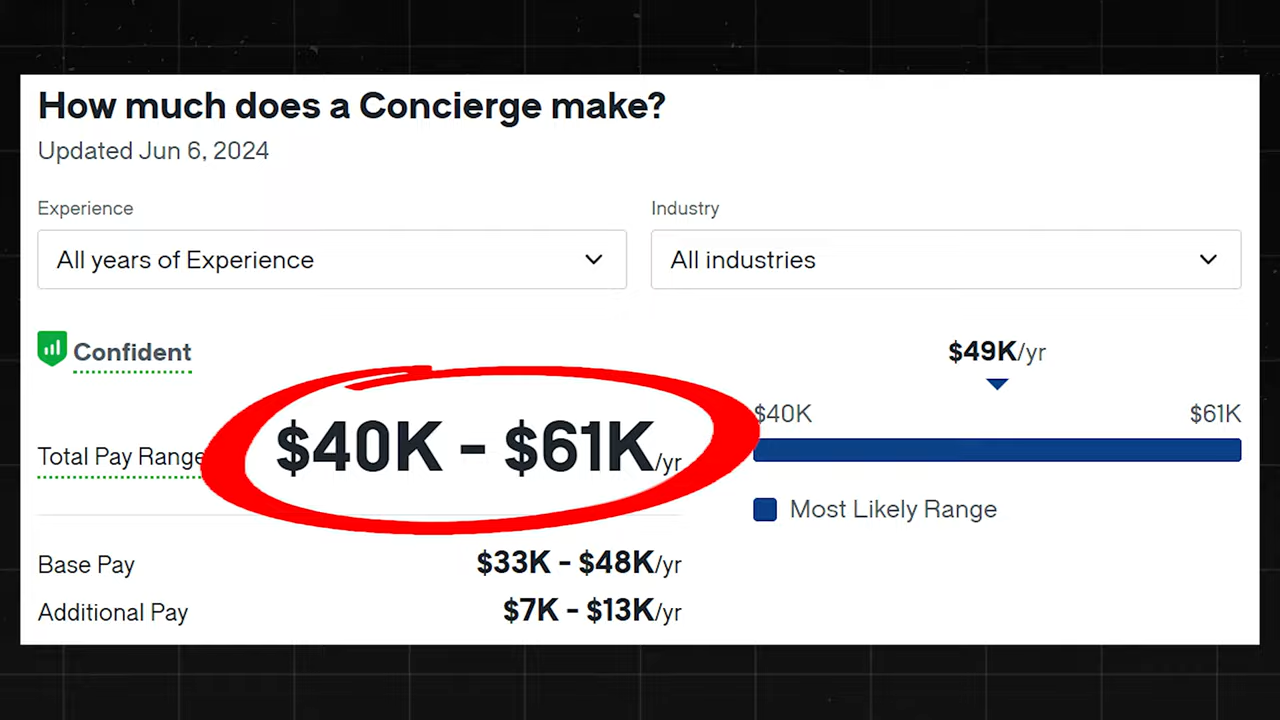 How much does a Concierge make?
Updated Jun 6, 2024
Experience
Industry
All years of Experience
All industries
Confident
$49K/yr
$40K
$61K
Total Pay Range
$40K - $61K/yr
Most Likely Range
Base Pay
$33K - $48K/yr
Additional Pay
$7K - $13K/yr